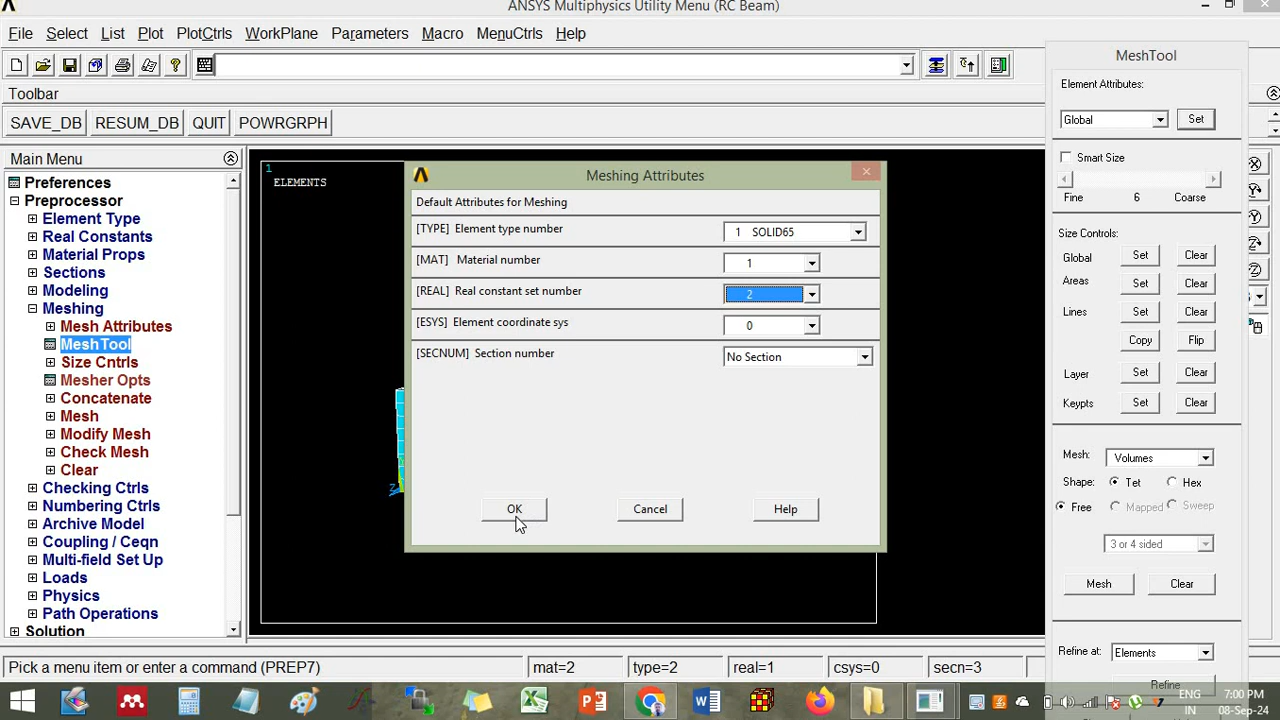 ANSYS Multiphysics Utility Menu (RC Beam)
File Select List Plot PlotCtrls WorkPlane Parameters Macro MenuCtrls Help
Toolbar
SAVE_DB RESUM_DB QUIT POWRGRPH
Main Menu
Preferences
Preprocessor
Element Type
Real Constants
Material Props
Sections
Modeling
Meshing
Mesh Attributes
MeshTool
Size Cntrls
Mesher Opts
Concatenate
Mesh
Modify Mesh
Check Mesh
Clear
Checking Ctrls
Numbering Ctrls
Archive Model
Coupling / Ceqn
Multi-field Set Up
Loads
Physics
Path Operations
Solution
1
ELEMENTS
Z
Meshing Attributes
Default Attributes for Meshing
[TYPE] Element type number 1 SOLID65
[MAT] Material number 1
[REAL] Real constant set number 2
[ESYS] Element coordinate sys 0
[SECNUM] Section number No Section
OK Cancel Help
MeshTool
Element Attributes:
Global Set
Smart Size
Fine 6 Coarse
Size Controls:
Global Set Clear
Areas Set Clear
Lines Set Clear
Copy Flip
Layer Set Clear
Keypts Set Clear
Mesh: Volumes
Shape: Tet Hex
Free Mapped Sweep
3 or 4 sided
Mesh Clear
Refine at: Elements
Refine
Pick a menu item or enter a command (PREP7) mat=2 type=2 real=1 csys=0 secn=3
ENG
IN
7:00 PM
08-Sep-24